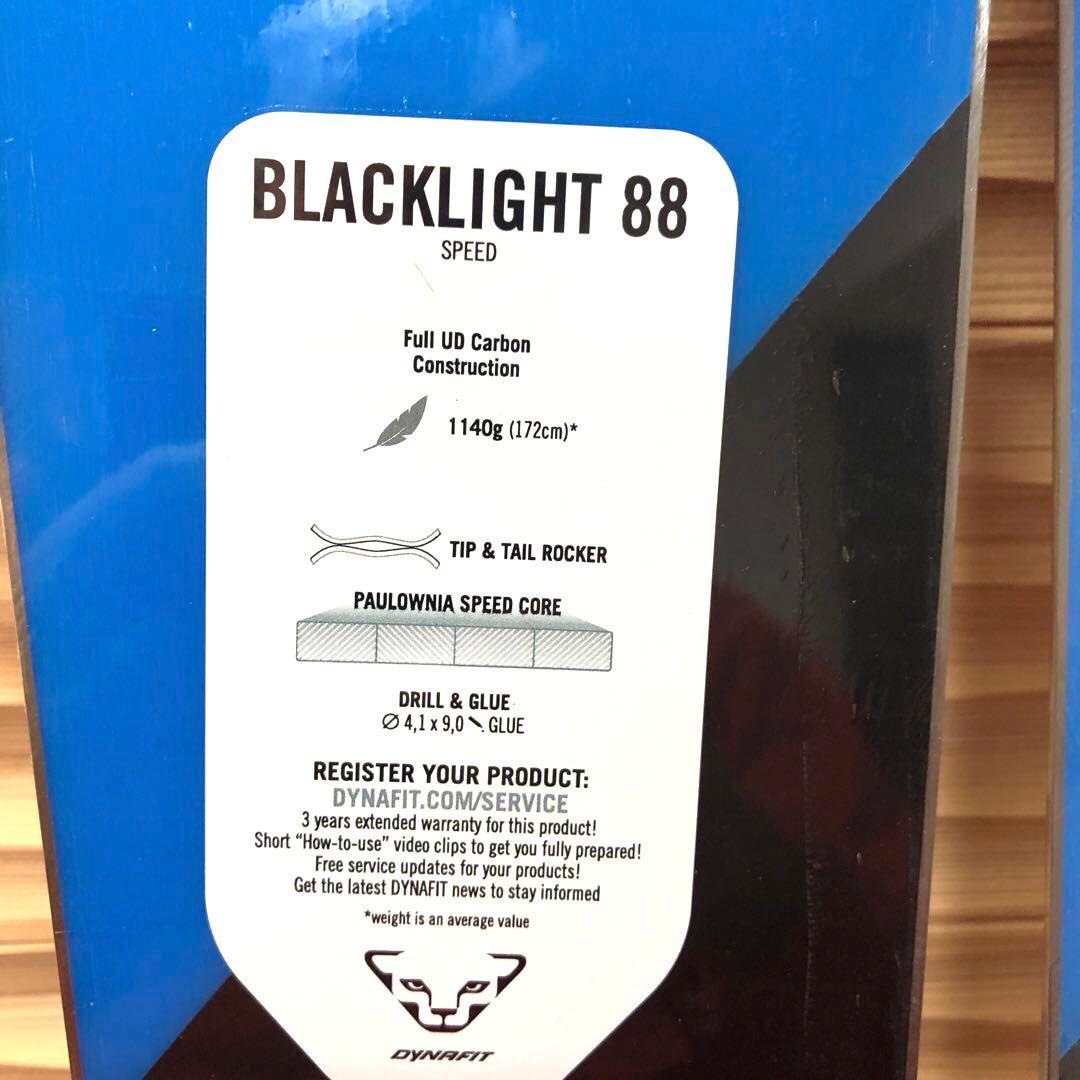 BLACKLIGHT 88
SPEED
Full UD Carbon
Construction
1140g (172cm)*
TIP & TAIL ROCKER
PAULOWNIA SPEED CORE
DRILL & GLUE
Ø 4,1 x 9,0 GLUE
REGISTER YOUR PRODUCT:
DYNAFIT.COM/SERVICE
3 years extended warranty for this product!
Short “How-to-use” video clips to get you fully prepared!
Free service updates for your products!
Get the latest DYNAFIT news to stay informed
*weight is an average value
DYNAFIT